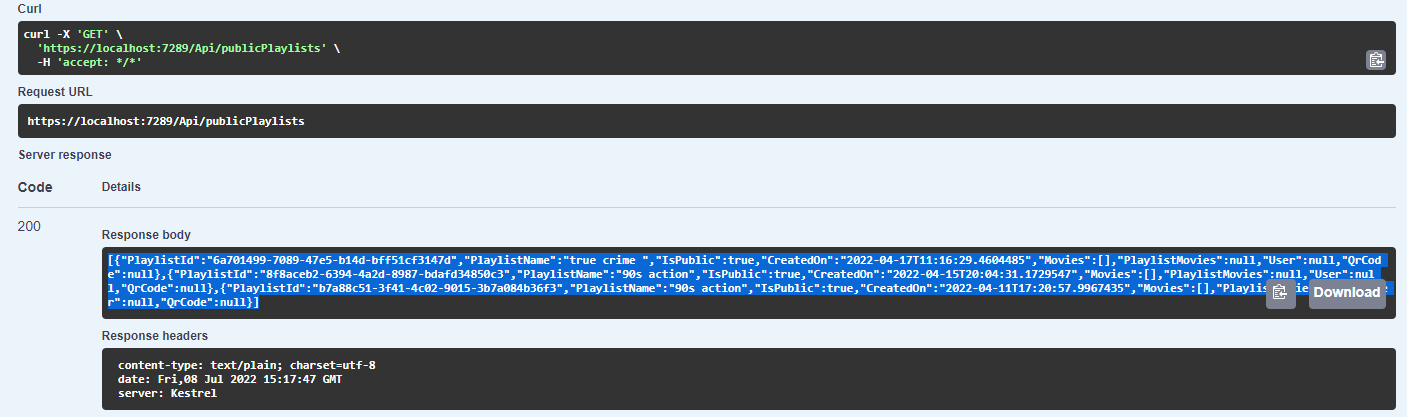 Curl
curl -X 'GET' \
'https://localhost:7289/Api/publicPlaylists' \
-H 'accept: */*'
Request URL
https://localhost:7289/Api/publicPlaylists
Server response
Code Details
200
Response body
[{"PlaylistId":"6a701499-7089-47e5-b14d-bff51cf3147d","PlaylistName":"true crime ","IsPublic":true,"CreatedOn":"2022-04-17T11:16:29.4604485","Movies":[],"PlaylistMovies":null,"User":null,"QrCod
e":null},{"PlaylistId":"8f8aceb2-6394-4a2d-8987-bdafd34850c3","PlaylistName":"90s action","IsPublic":true,"CreatedOn":"2022-04-15T20:04:31.1729547","Movies":[],"PlaylistMovies":null,"User":nul
l,"QrCode":null},{"PlaylistId":"b7a88c51-3f41-4c02-9015-3b7a084b36f3","PlaylistName":"90s action","IsPublic":true,"CreatedOn":"2022-04-11T17:20:57.9967435","Movies":[],"Playlis
r":null,"QrCode":null}]
Download
Response headers
content-type: text/plain; charset=utf-8
date: Fri,08 Jul 2022 15:17:47 GMT
server: Kestrel